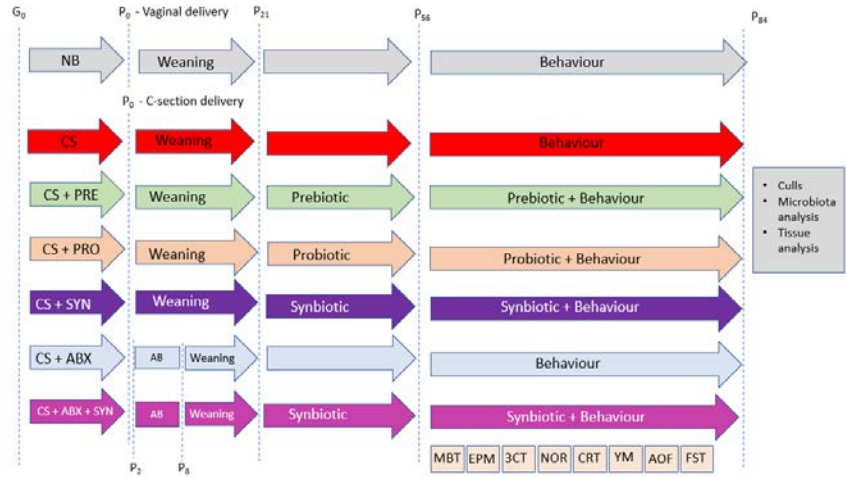 G0
P0 - Vaginal delivery
P21
P56
P84
NB
Weaning
Behaviour
P0 - C-section delivery
CS
Weaning
Behaviour
CS + PRE
Weaning
Prebiotic
Prebiotic + Behaviour
CS + PRO
Weaning
Probiotic
Probiotic + Behaviour
CS + SYN
Weaning
Synbiotic
Synbiotic + Behaviour
CS + ABX
AB
Weaning
Behaviour
CS + ABX + SYN
AB
Weaning
Synbiotic
Synbiotic + Behaviour
• Culls
• Microbiota
analysis
• Tissue
analysis
P2
P8
MBT
EPM
3CT
NOR
CRT
YM
AOF
FST